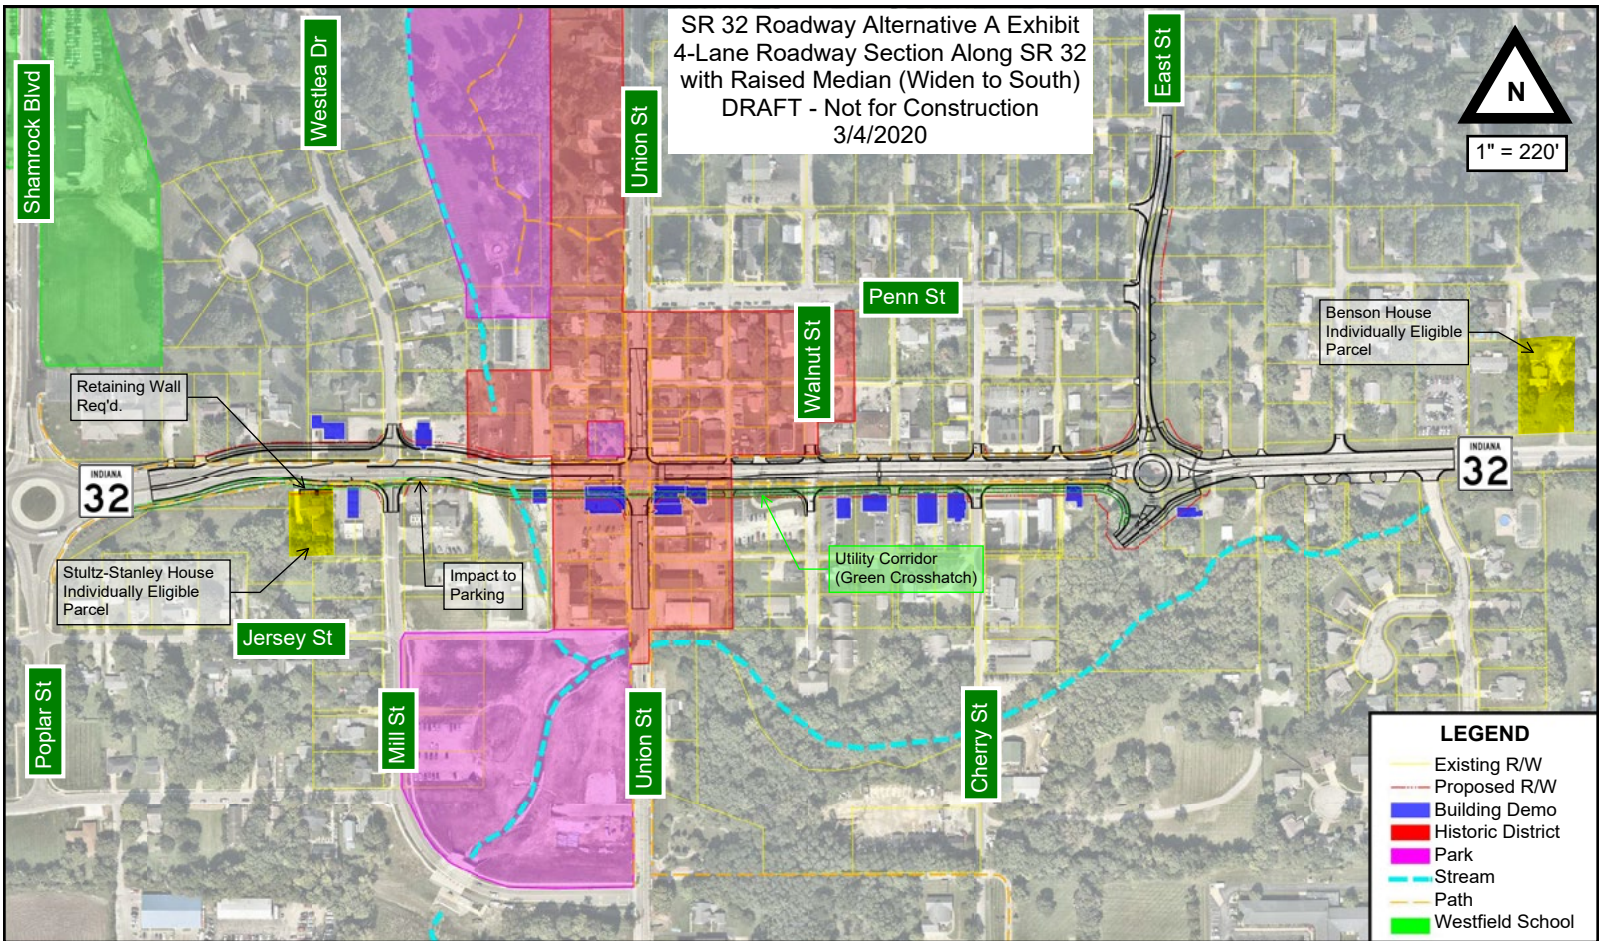 SR 32 Roadway Alternative A Exhibit
4-Lane Roadway Section Along SR 32
with Raised Median (Widen to South)
DRAFT - Not for Construction
3/4/2020
Shamrock Blvd
Westlea Dr
Union St
East St
N
1" = 220'
Penn St
Walnut St
Benson House
Individually Eligible
Parcel
Retaining Wall
Req'd.
INDIANA
32
INDIANA
32
Stultz-Stanley House
Individually Eligible
Parcel
Impact to
Parking
Utility Corridor
(Green Crosshatch)
Jersey St
Poplar St
Mill St
Union St
Cherry St
LEGEND
Existing R/W
Proposed R/W
Building Demo
Historic District
Park
Stream
Path
Westfield School